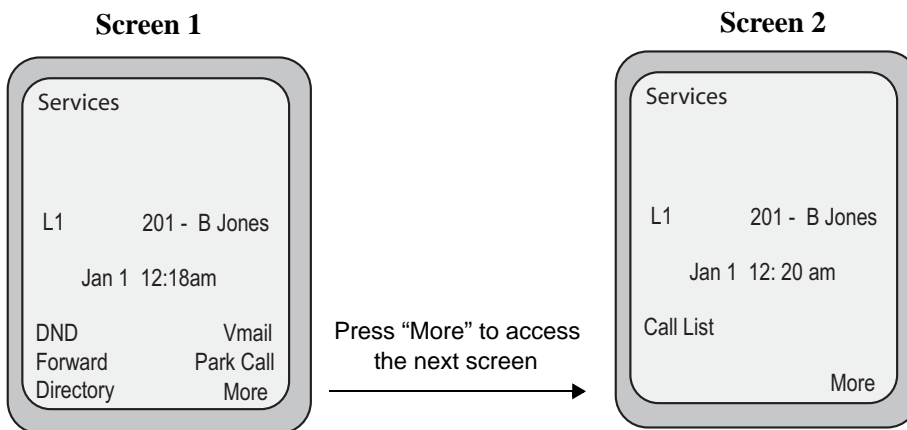 Screen 1
Services
L1 201 - B Jones
Jan 1 12:18am
DND Vmail
Forward Park Call
Directory More
Press “More” to access
the next screen
Screen 2
Services
L1 201 - B Jones
Jan 1 12: 20 am
Call List
More